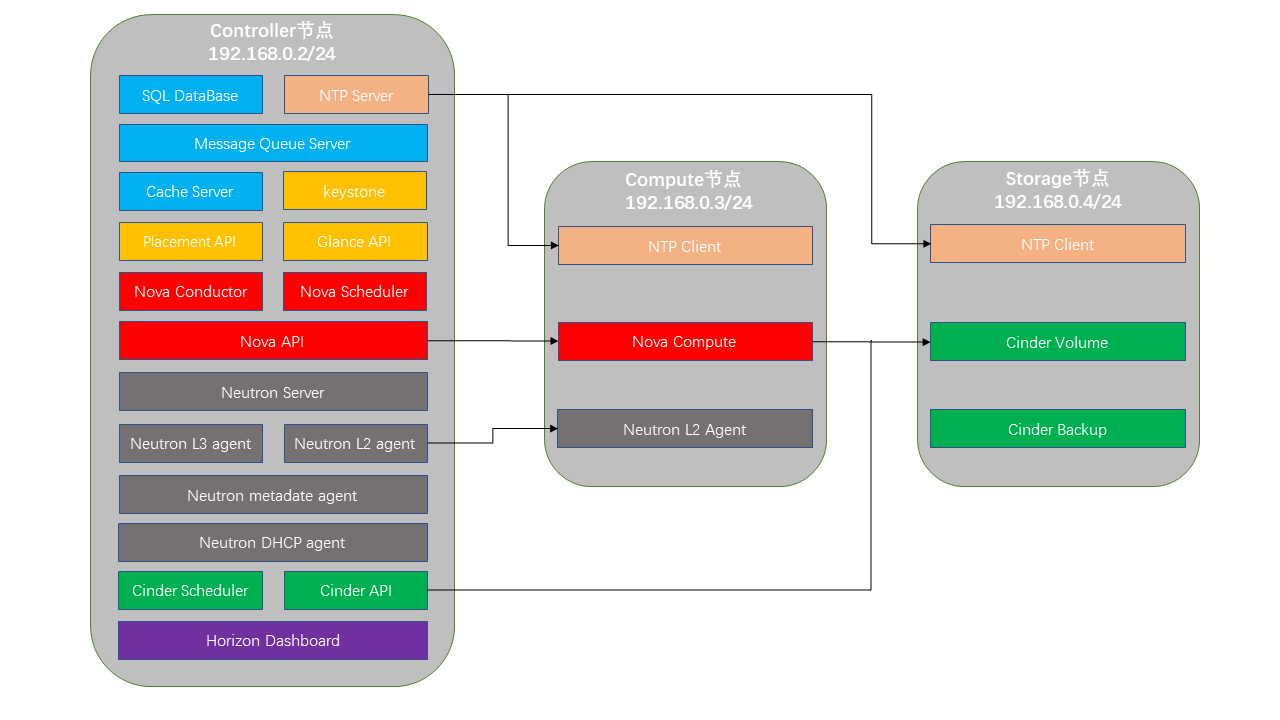 Controller节点
192.168.0.2/24
SQL DataBase
NTP Server
Message Queue Server
Cache Server
keystone
Placement API
Glance API
Nova Conductor
Nova Scheduler
Nova API
Neutron Server
Neutron L3 agent
Neutron L2 agent
Neutron metadate agent
Neutron DHCP agent
Cinder Scheduler
Cinder API
Horizon Dashboard
Compute节点
192.168.0.3/24
NTP Client
Nova Compute
Neutron L2 Agent
Storage节点
192.168.0.4/24
NTP Client
Cinder Volume
Cinder Backup